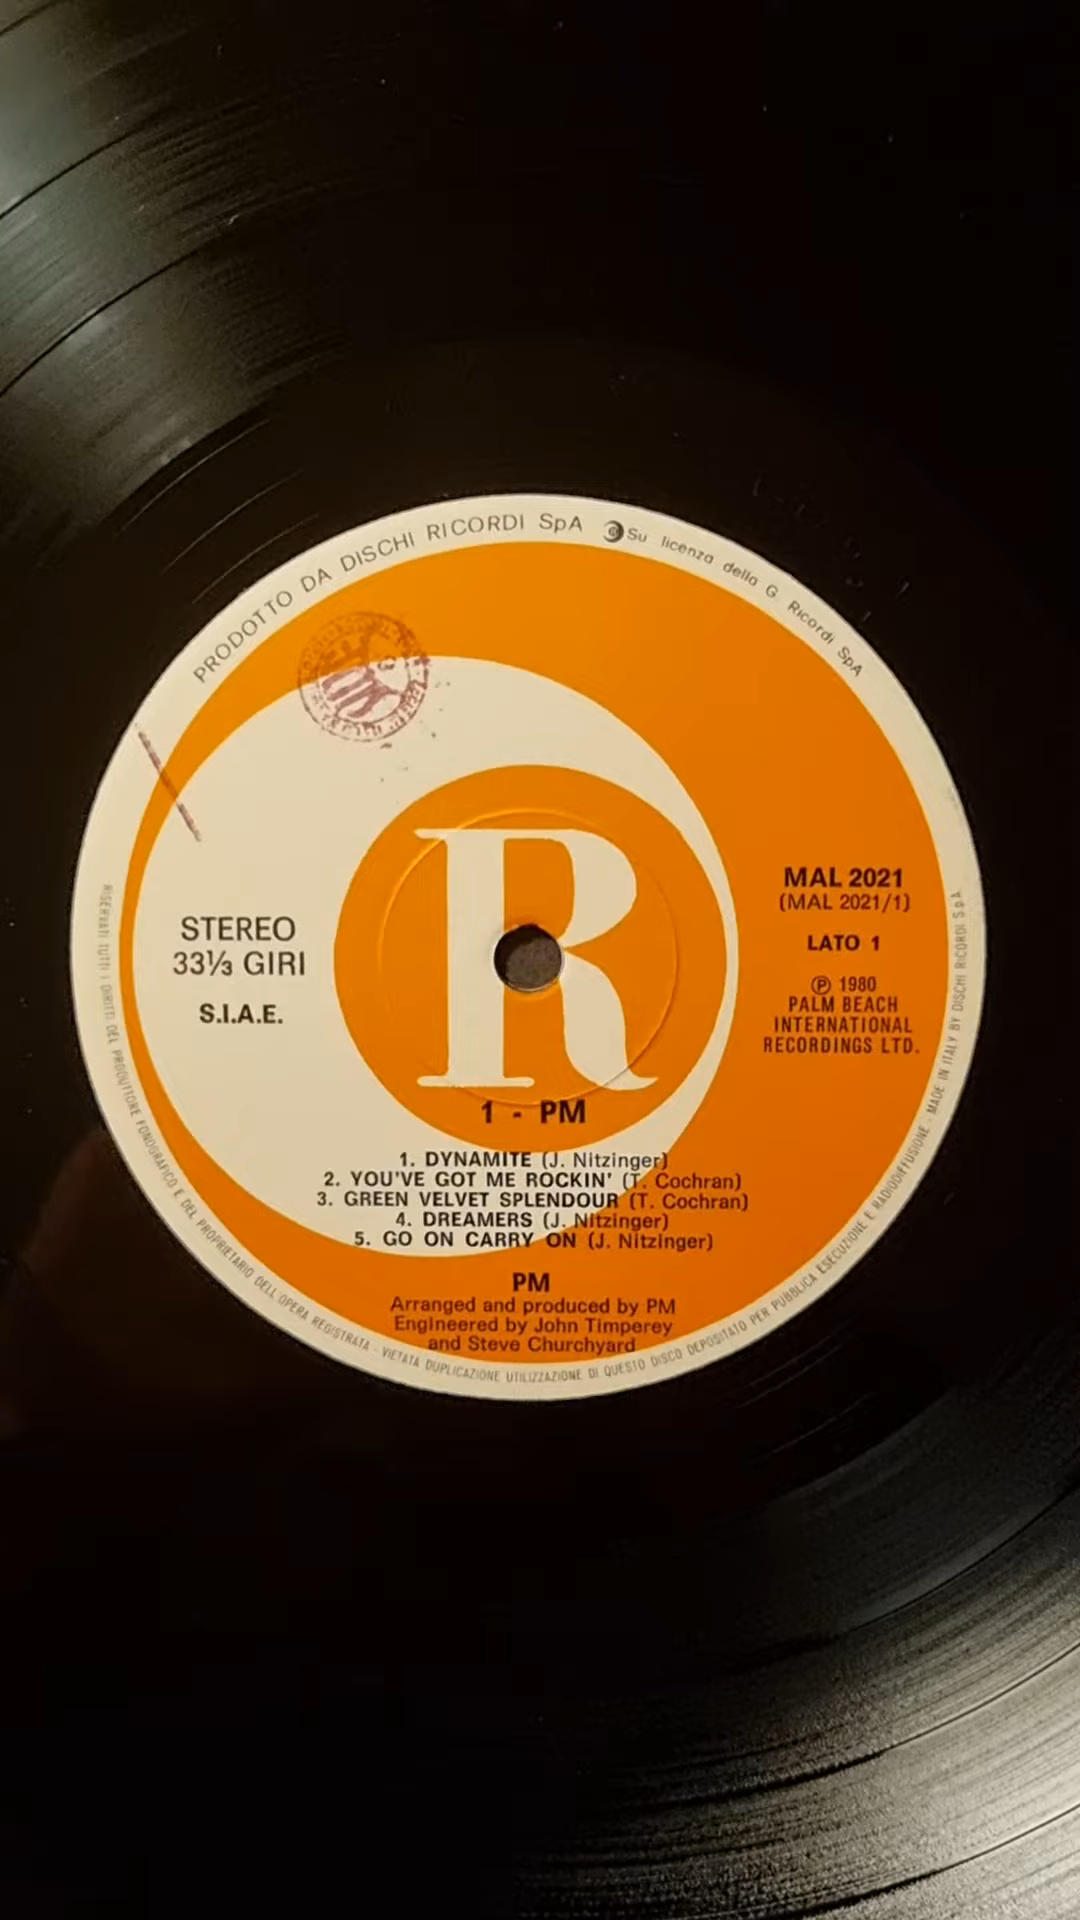 PRODOTTO DA DISCHI RICORDI SpA
Su licenza della G. Ricordi SpA
R
STEREO
33⅓ GIRI
S.I.A.E.
MAL 2021
(MAL 2021/1)
LATO 1
℗ 1980
PALM BEACH
INTERNATIONAL
RECORDINGS LTD.
1 - PM
1. DYNAMITE (J. Nitzinger)
2. YOU'VE GOT ME ROCKIN' (T. Cochran)
3. GREEN VELVET SPLENDOUR (T. Cochran)
4. DREAMERS (J. Nitzinger)
5. GO ON CARRY ON (J. Nitzinger)
PM
Arranged and produced by PM
Engineered by John Timperey
and Steve Churchyard
RISERVATI TUTTI I DIRITTI DEL PRODUTTORE FONOGRAFICO E DEL PROPRIETARIO DELL'OPERA REGISTRATA - VIETATA DUPLICAZIONE UTILIZZAZIONE DI QUESTO DISCO DEPOSITATO PER PUBBLICA ESECUZIONE E RADIODIFFUSIONE - MADE IN ITALY BY DISCHI RICORDI S.p.A.